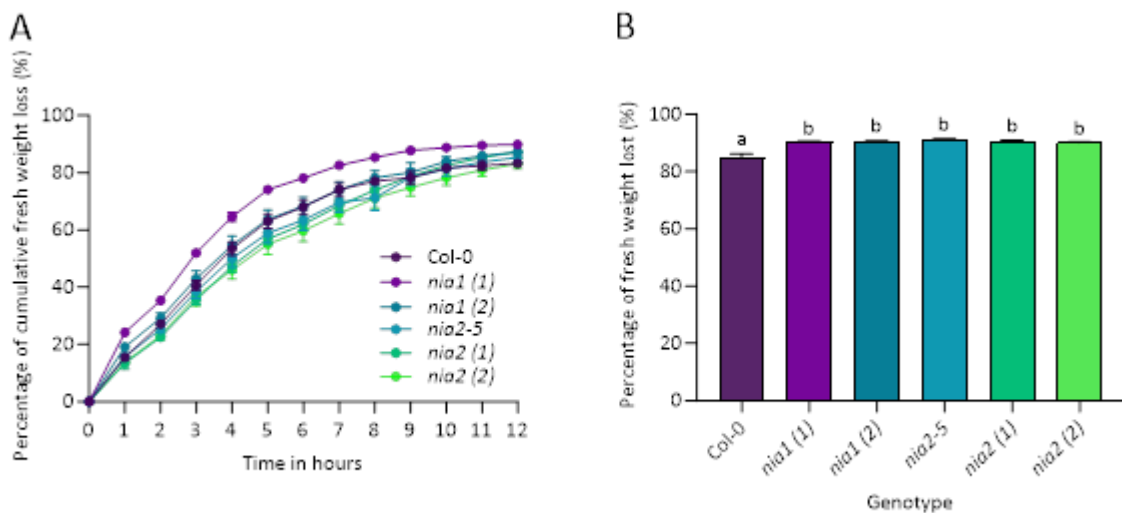 A
Percentage of cumulative fresh weight loss (%)
100
80
60
40
20
0
0 1 2 3 4 5 6 7 8 9 10 11 12
Time in hours
Col-0
nia1 (1)
nia1 (2)
nia2-5
nia2 (1)
nia2 (2)
B
Percentage of fresh weight lost (%)
100
80
60
40
20
0
a b b b b b
Col-0 nia1 (1) nia1 (2) nia2-5 nia2 (1) nia2 (2)
Genotype